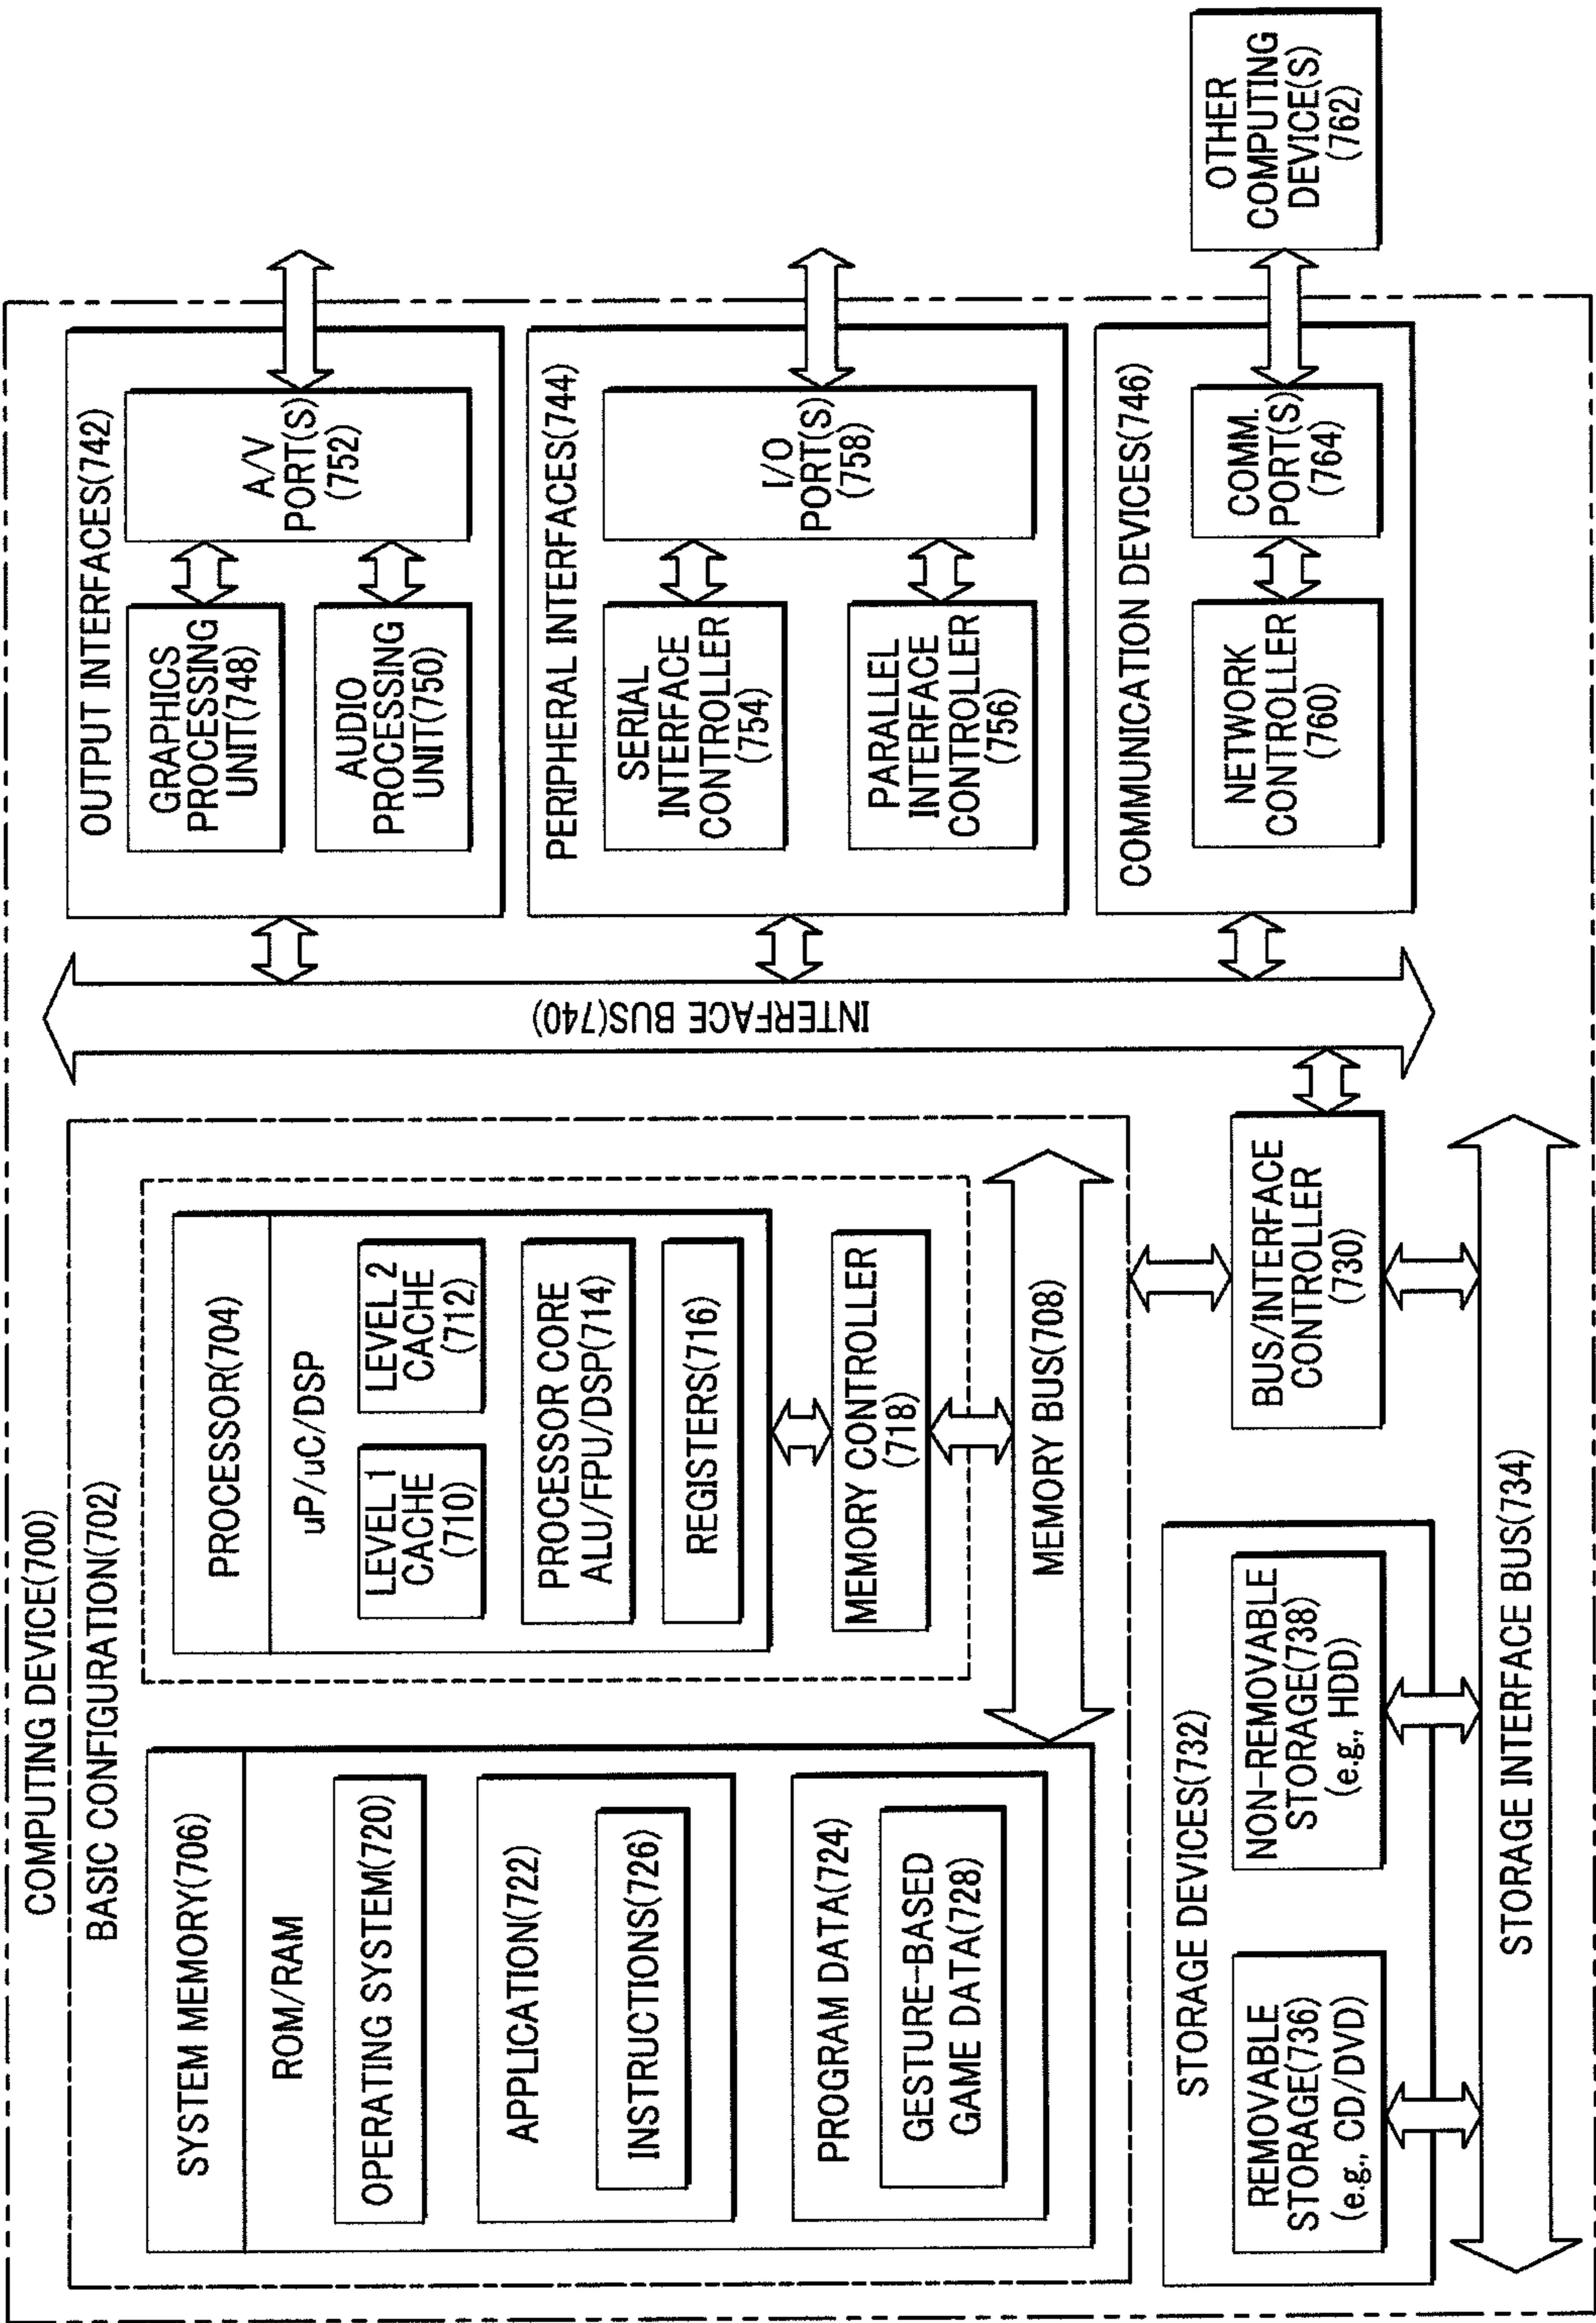 COMPUTING DEVICE(700)
BASIC CONFIGURATION(702)
SYSTEM MEMORY(706)
ROM/RAM
OPERATING SYSTEM(720)
APPLICATION(722)
INSTRUCTIONS(726)
PROGRAM DATA(724)
GESTURE-BASED
GAME DATA(728)
PROCESSOR(704)
uP/uC/DSP
LEVEL 1
CACHE
(710)
LEVEL 2
CACHE
(712)
PROCESSOR CORE
ALU/FPU/DSP(714)
REGISTERS(716)
MEMORY CONTROLLER
(718)
MEMORY BUS(708)
BUS/INTERFACE
CONTROLLER
(730)
STORAGE DEVICES(732)
REMOVABLE
STORAGE(736)
(e.g., CD/DVD)
NON-REMOVABLE
STORAGE(738)
(e.g., HDD)
STORAGE INTERFACE BUS(734)
INTERFACE BUS(740)
OUTPUT INTERFACES(742)
GRAPHICS
PROCESSING
UNIT(748)
AUDIO
PROCESSING
UNIT(750)
A/V
PORT(S)
(752)
PERIPHERAL INTERFACES(744)
SERIAL
INTERFACE
CONTROLLER
(754)
PARALLEL
INTERFACE
CONTROLLER
(756)
I/O
PORT(S)
(758)
COMMUNICATION DEVICES(746)
NETWORK
CONTROLLER
(760)
COMM.
PORT(S)
(764)
OTHER
COMPUTING
DEVICE(S)
(762)